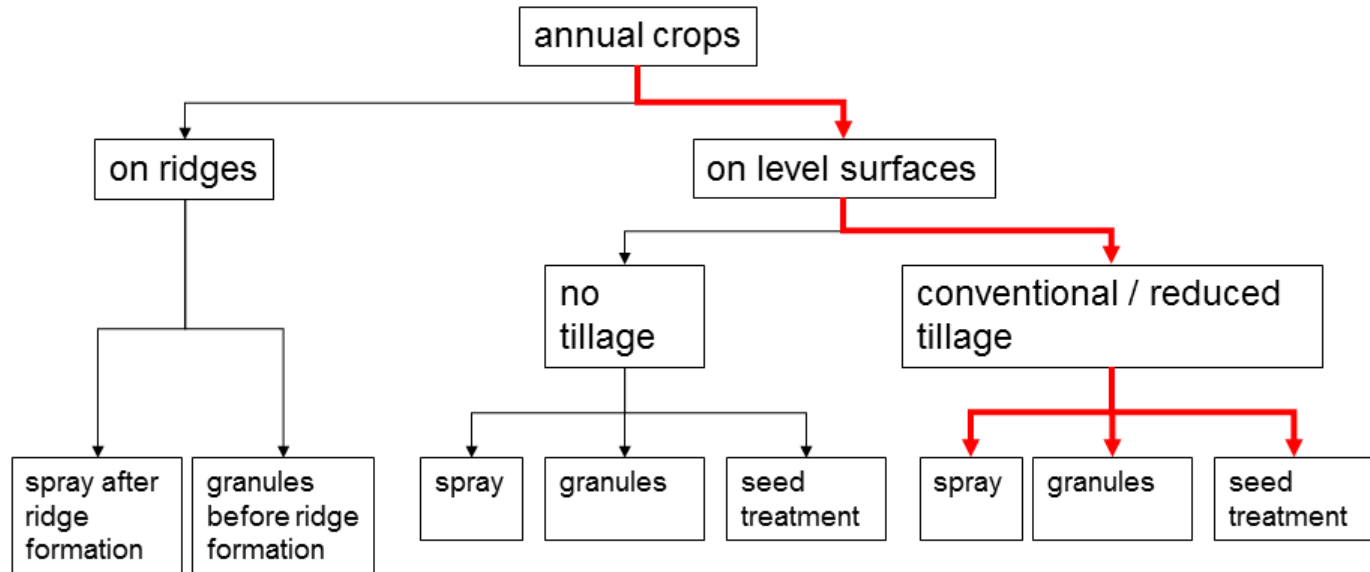 annual crops
on ridges
on level surfaces
no
tillage
conventional / reduced
tillage
spray after
ridge
formation
granules
before ridge
formation
spray
granules
seed
treatment
spray
granules
seed
treatment